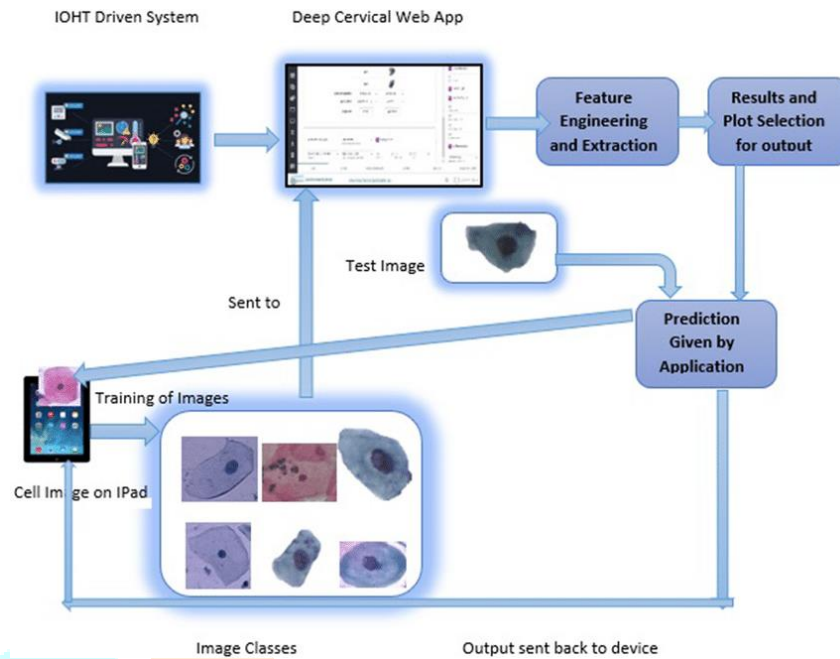 IOHT Driven System
Deep Cervical Web App
Feature
Engineering
and Extraction
Results and
Plot Selection
for output
Test Image
Sent to
Prediction
Given by
Application
Training of Images
Cell Image on IPad
Image Classes
Output sent back to device